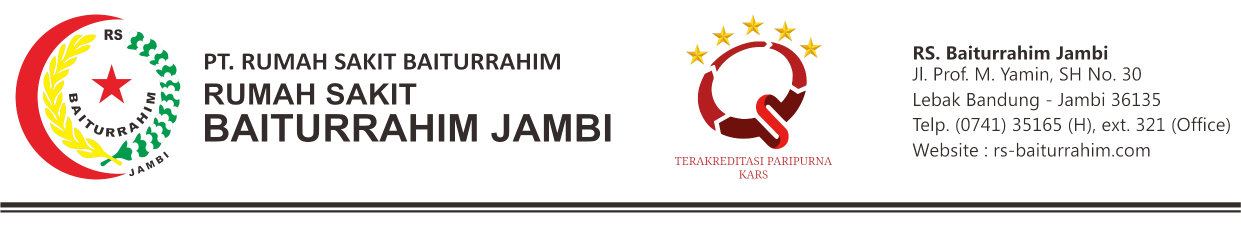 RS
BAITURRAHIM
JAMBI
PT. RUMAH SAKIT BAITURRAHIM
RUMAH SAKIT
BAITURRAHIM JAMBI
TERAKREDITASI PARIPURNA
KARS
RS. Baiturrahim Jambi
Jl. Prof. M. Yamin, SH No. 30
Lebak Bandung - Jambi 36135
Telp. (0741) 35165 (H), ext. 321 (Office)
Website : rs-baiturrahim.com